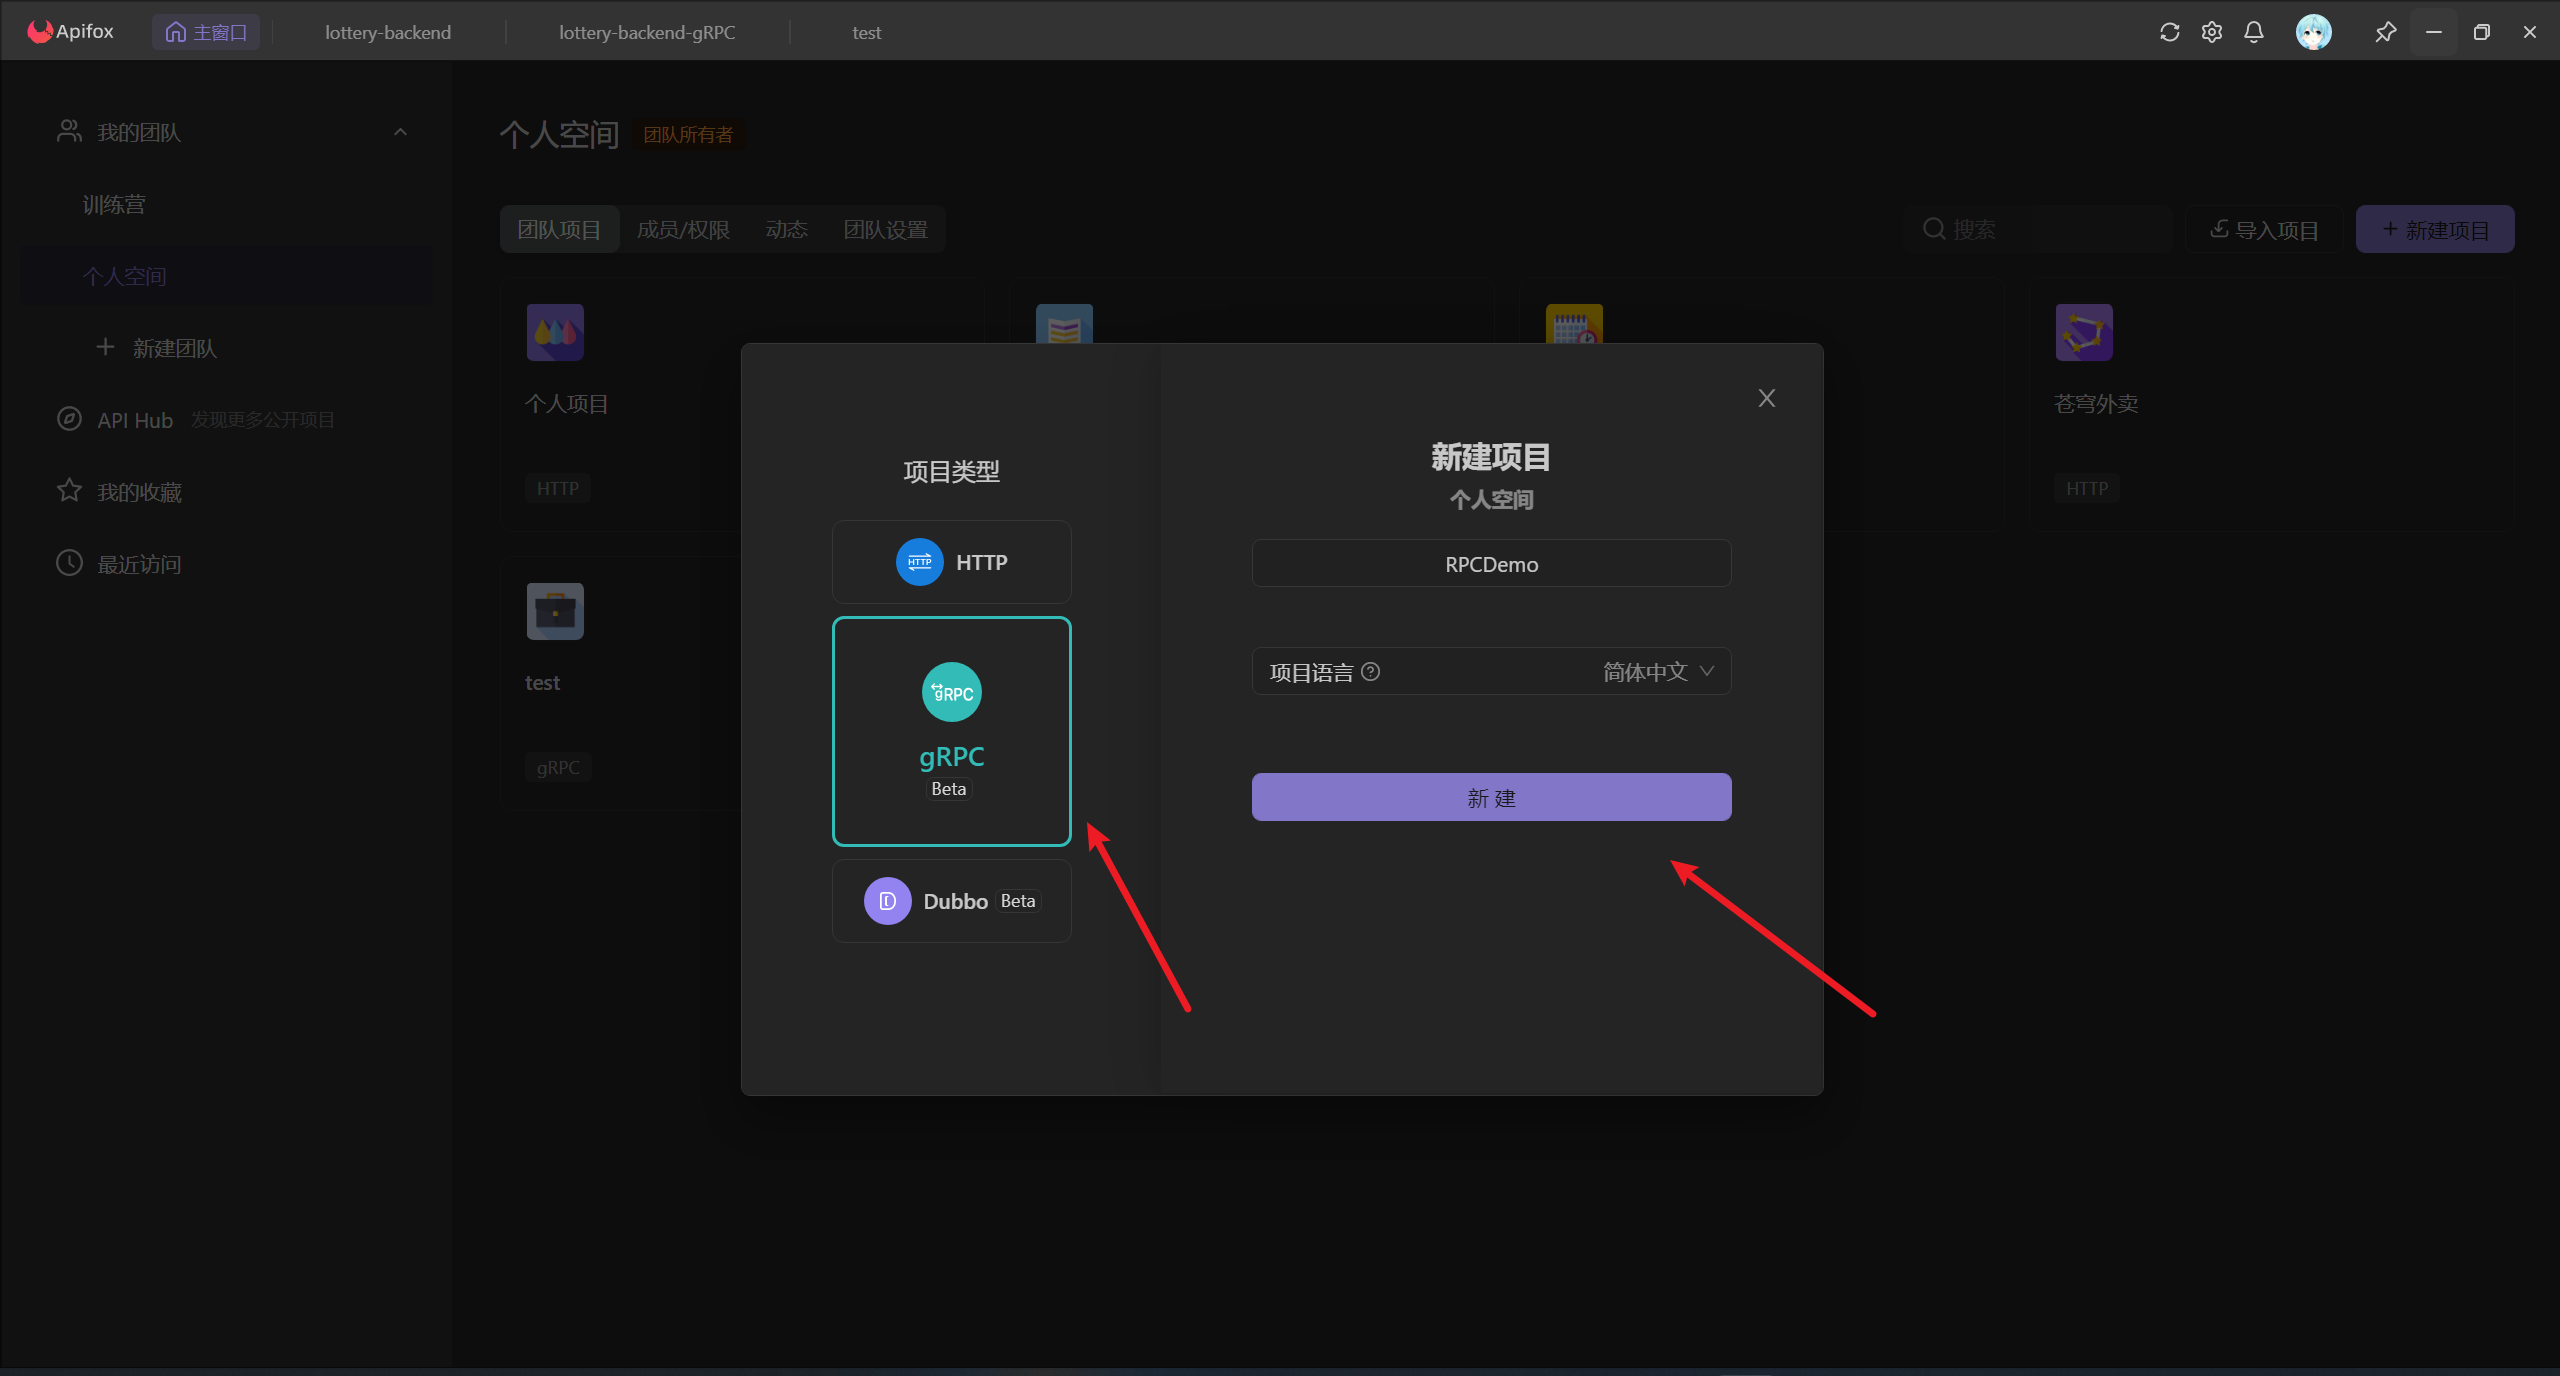 Apifox
主窗口
lottery-backend
lottery-backend-gRPC
test
我的团队
训练营
个人空间
新建团队
API Hub 发现更多公开项目
我的收藏
最近访问
个人空间 团队所有者
团队项目 成员/权限 动态 团队设置
搜索
导入项目
+ 新建项目
个人项目
HTTP
苍穹外卖
HTTP
test
gRPC
项目类型
HTTP
HTTP
gRPC
gRPC
Beta
D
Dubbo Beta
新建项目
个人空间
RPCDemo
项目语言 ? 简体中文
新 建